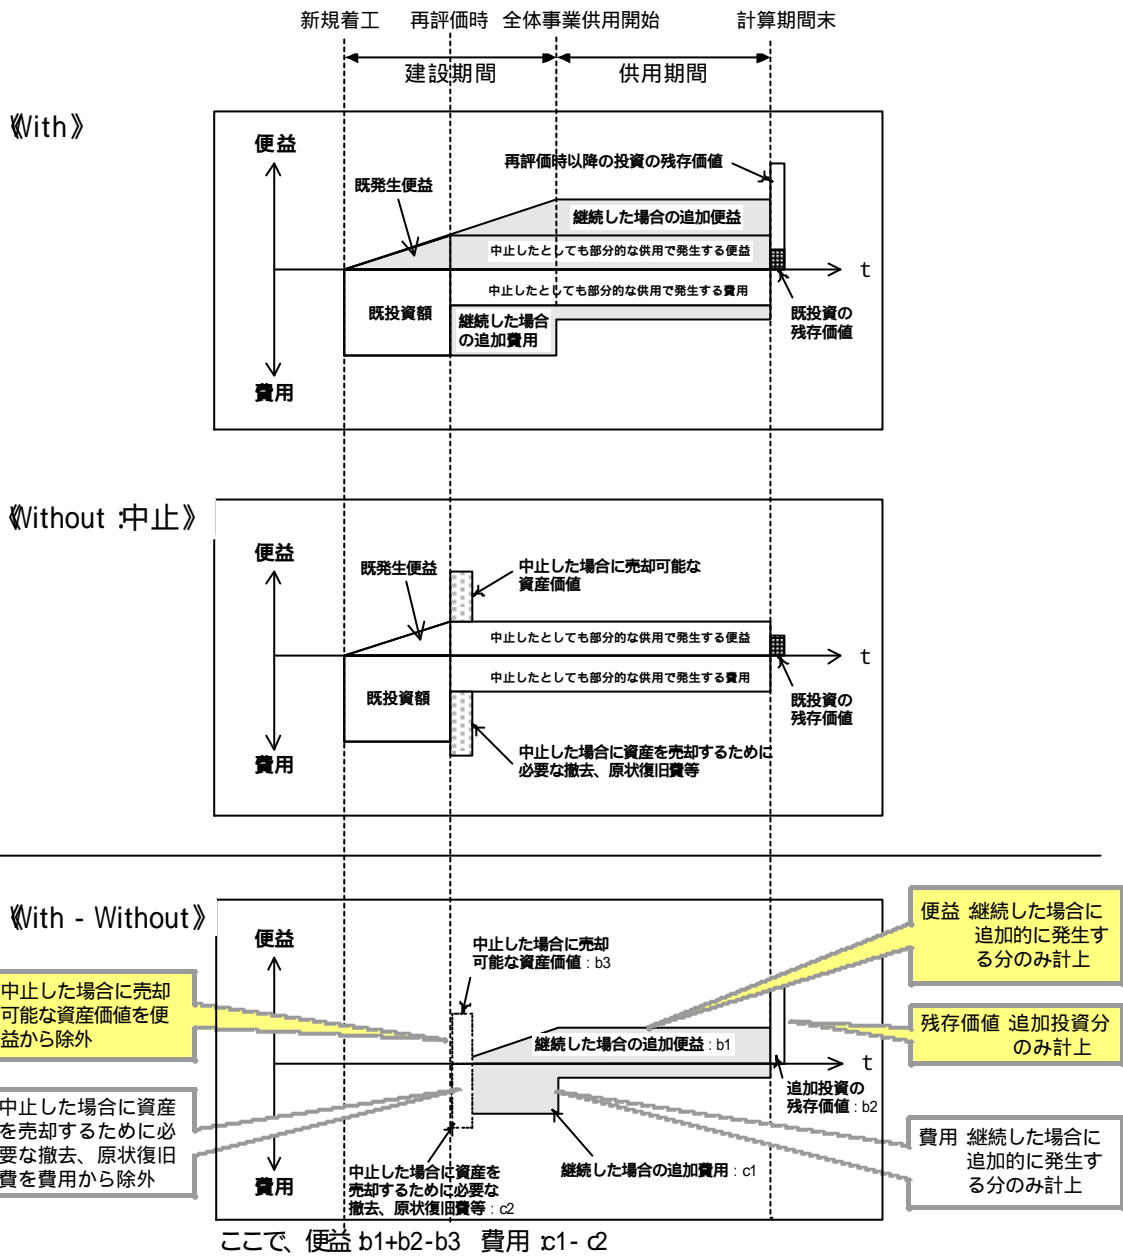 新規着工 再評価時 全体事業供用開始 計算期間末
建設期間 供用期間
《With》
便益
再評価時以降の投資の残存価値
既発生便益
継続した場合の追加便益
中止したとしても部分的な供用で発生する便益
t
中止したとしても部分的な供用で発生する費用
既投資額
継続した場合
の追加費用
既投資の
残存価値
費用
《Without:中止》
便益
既発生便益
中止した場合に売却可能な
資産価値
中止したとしても部分的な供用で発生する便益
t
中止したとしても部分的な供用で発生する費用
既投資額
既投資の
残存価値
中止した場合に資産を売却するために
必要な撤去、原状復旧費等
費用
《With - Without》
便益
中止した場合に売却
可能な資産価値:b3
便益:継続した場合に
追加的に発生す
る分のみ計上
中止した場合に売却
可能な資産価値を便
益から除外
継続した場合の追加便益:b1
残存価値:追加投資分
のみ計上
t
追加投資の
残存価値:b2
中止した場合に資産
を売却するために必
要な撤去、原状復旧
費を費用から除外
費用:継続した場合に
追加的に発生す
る分のみ計上
継続した場合の追加費用:c1
中止した場合に資産を
売却するために必要な
撤去、原状復旧費等:c2
費用
ここで、便益:b1+b2-b3 費用:c1- c2